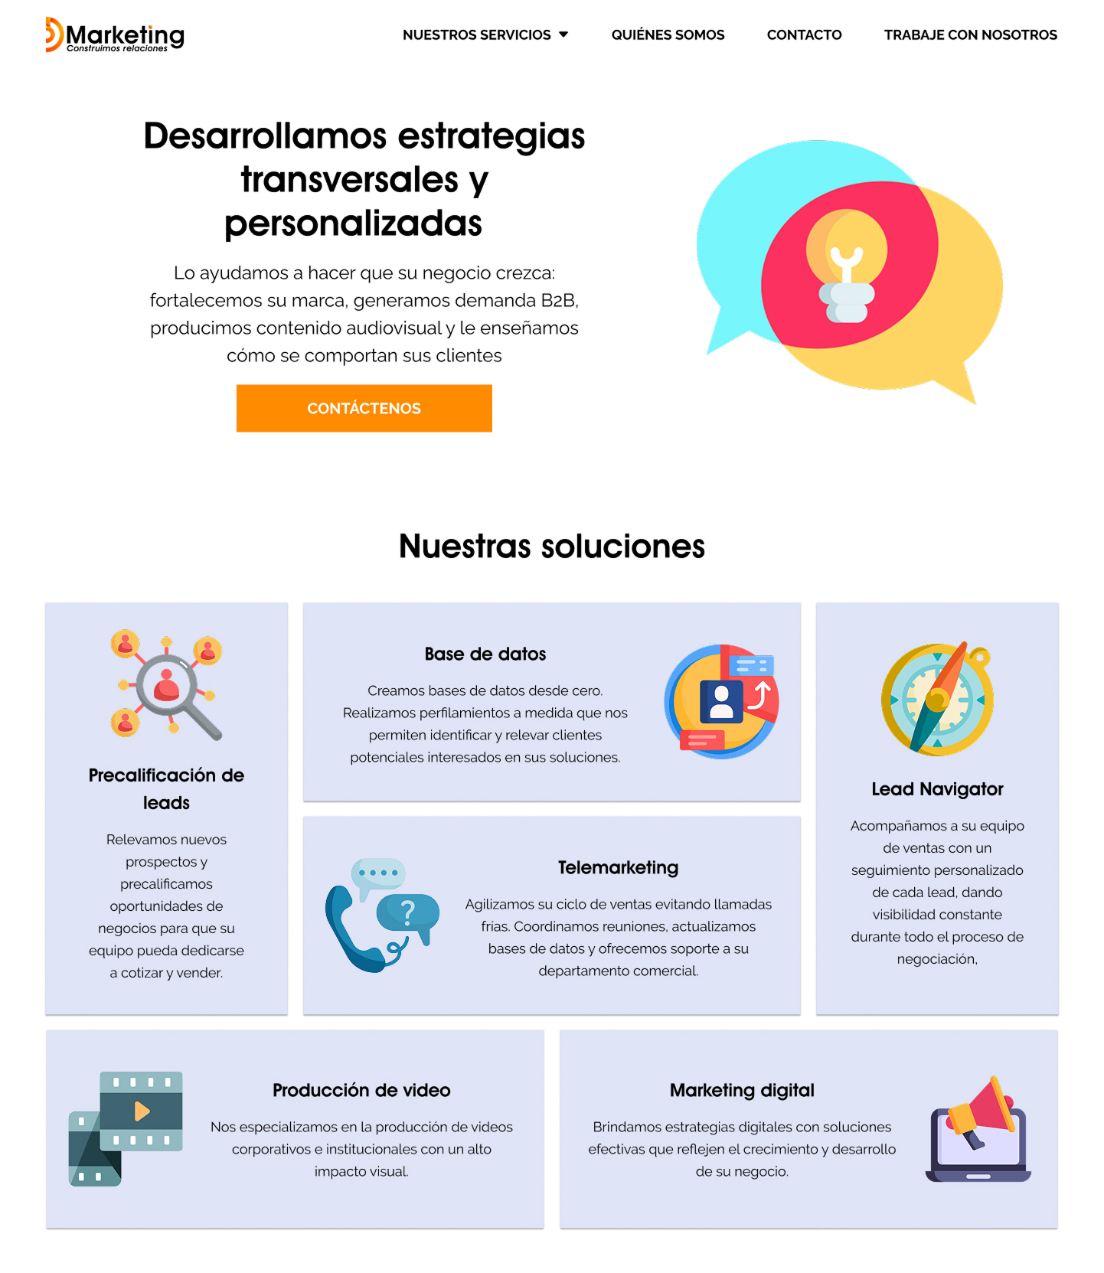 Marketing
Construimos relaciones
NUESTROS SERVICIOS
QUIÉNES SOMOS
CONTACTO
TRABAJE CON NOSOTROS
Desarrollamos estrategias
transversales y
personalizadas
Lo ayudamos a hacer que su negocio crezca:
fortalecemos su marca, generamos demanda B2B,
producimos contenido audiovisual y le enseñamos
cómo se comportan sus clientes
CONTÁCTENOS
Nuestras soluciones
Precalificación de
leads
Relevamos nuevos
prospectos y
precalificamos
oportunidades de
negocios para que su
equipo pueda dedicarse
a cotizar y vender.
Base de datos
Creamos bases de datos desde cero.
Realizamos perfilamientos a medida que nos
permiten identificar y relevar clientes
potenciales interesados en sus soluciones.
Telemarketing
Agilizamos su ciclo de ventas evitando llamadas
frías. Coordinamos reuniones, actualizamos
bases de datos y ofrecemos soporte a su
departamento comercial.
Lead Navigator
Acompañamos a su equipo
de ventas con un
seguimiento personalizado
de cada lead, dando
visibilidad constante
durante todo el proceso de
negociación,
Producción de video
Nos especializamos en la producción de videos
corporativos e institucionales con un alto
impacto visual.
Marketing digital
Brindamos estrategias digitales con soluciones
efectivas que reflejen el crecimiento y desarrollo
de su negocio.